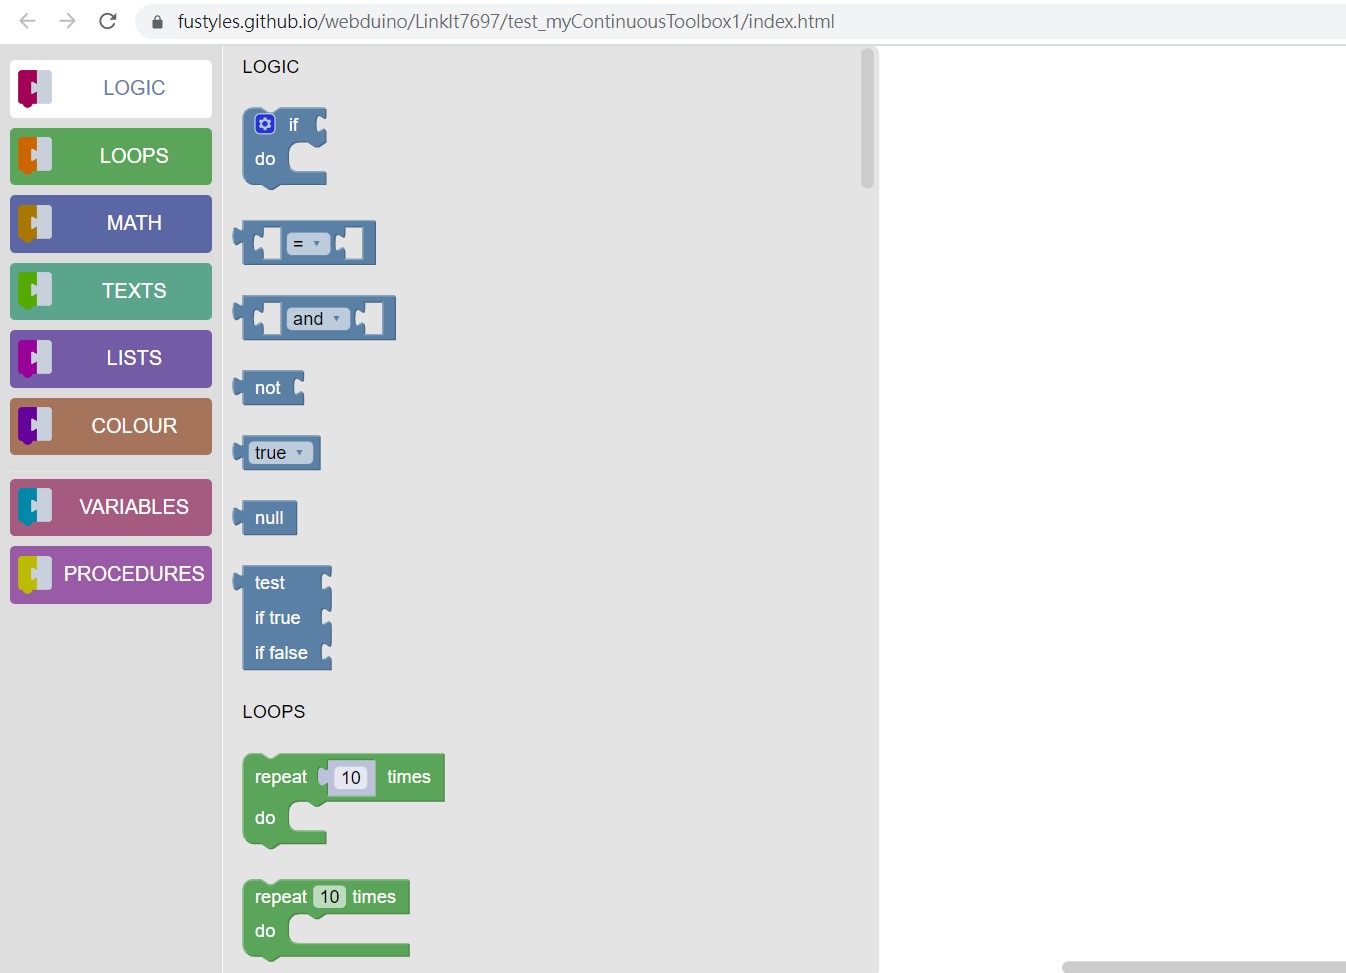 fustyles.github.io/webduino/LinkIt7697/test_myContinuousToolbox1/index.html
LOGIC
LOOPS
MATH
TEXTS
LISTS
COLOUR
VARIABLES
PROCEDURES
LOGIC
if
do
=
and
not
true
null
test
if true
if false
LOOPS
repeat 10 times
do
repeat 10 times
do